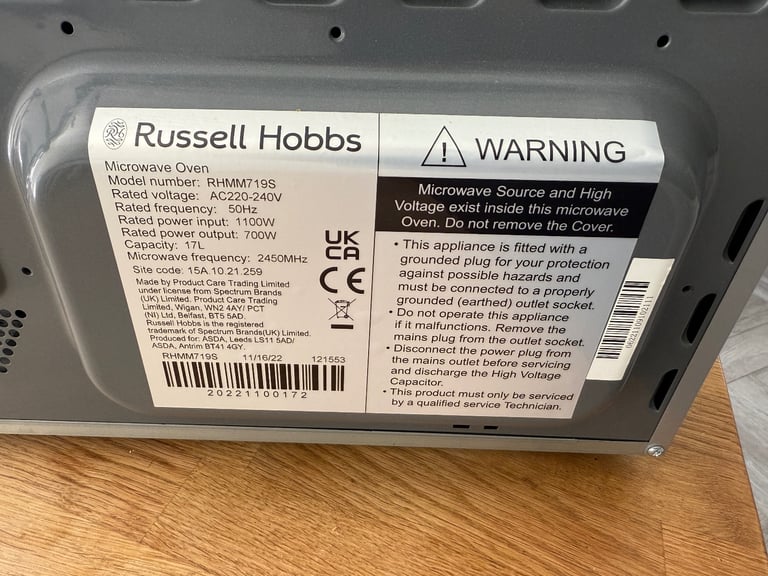 Russell Hobbs
Microwave Oven
Model number: RHMM719S
Rated voltage: AC220-240V
Rated frequency: 50Hz
Rated power input: 1100W
Rated power output: 700W
Capacity: 17L
Microwave frequency: 2450MHz
Site code: 15A.10.21.259
Made by Product Care Trading Limited
under license from Spectrum Brands
(UK) Limited. Product Care Trading
Limited, Wigan, WN2 4AY/ PCT
(NI) Ltd, Belfast, BT5 5AD.
Russell Hobbs is the registered
trademark of Spectrum Brands(UK) Limited.
Produced for: ASDA, Leeds LS11 5AD/
ASDA, Antrim BT41 4GY.
UK
CA
CE
RHMM719S 11/16/22 121553
20221100172
! WARNING
Microwave Source and High
Voltage exist inside this microwave
Oven. Do not remove the Cover.
• This appliance is fitted with a
grounded plug for your protection
against possible hazards and
must be connected to a properly
grounded (earthed) outlet socket.
• Do not operate this appliance
if it malfunctions. Remove the
mains plug from the outlet socket.
• Disconnect the power plug from
the mains outlet before servicing
and discharge the High Voltage
Capacitor.
• This product must only be serviced
by a qualified service Technician.